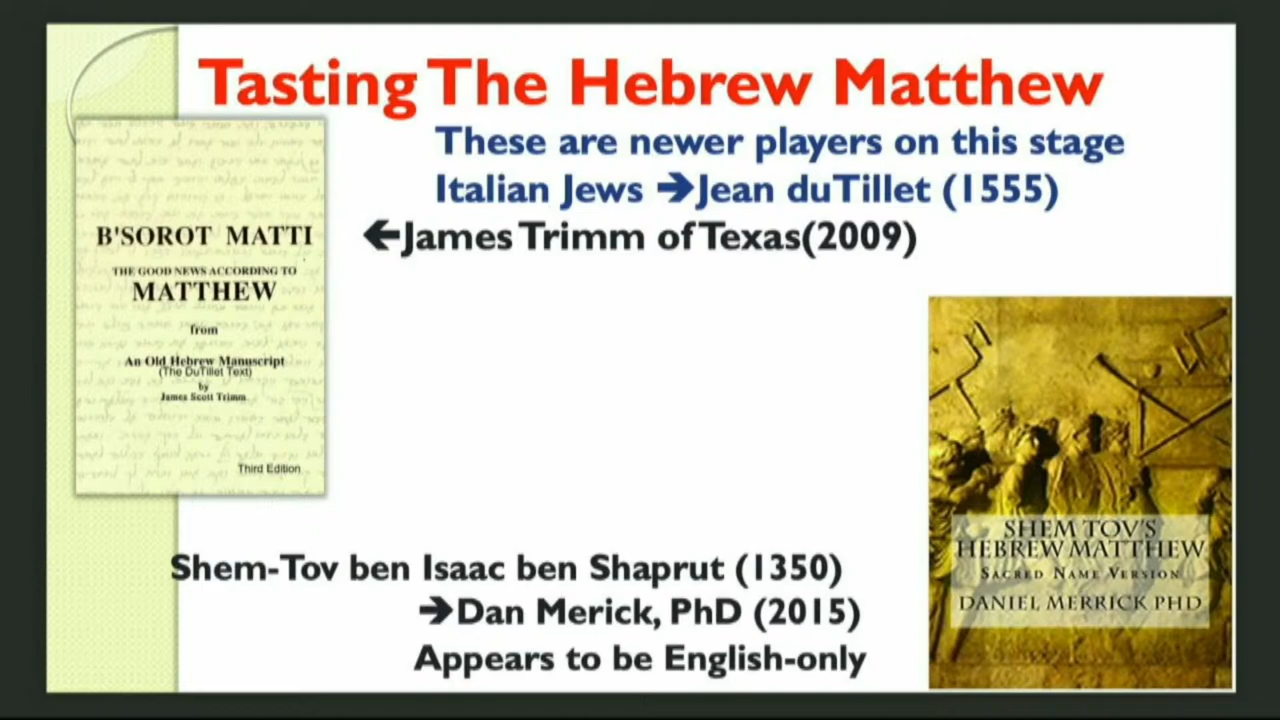 Tasting The Hebrew Matthew
These are newer players on this stage
Italian Jews ➔Jean duTillet (1555)
←James Trimm of Texas(2009)
B'SOROT MATTI
THE GOOD NEWS ACCORDING TO
MATTHEW
from
An Old Hebrew Manuscript
(The DuTillet Text)
by
James Scott Trimm
Third Edition
Shem-Tov ben Isaac ben Shaprut (1350)
➔Dan Merick, PhD (2015)
Appears to be English-only
SHEM TOV'S
HEBREW MATTHEW
SACRED NAME VERSION
DANIEL MERRICK PHD